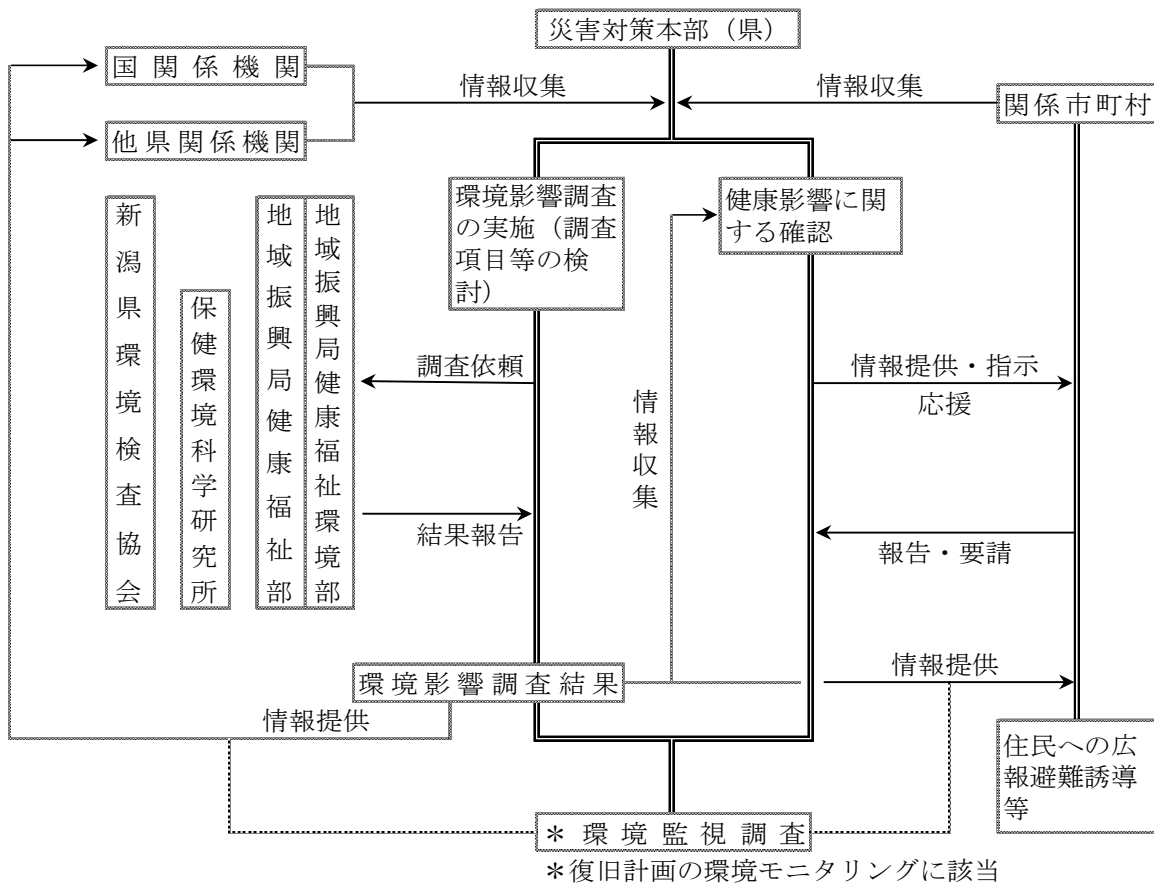 災害対策本部（県）
国関係機関
情報収集
情報収集
関係市町村
他県関係機関
環境影響調査
の実施（調査
項目等の検
討）
健康影響に関
する確認
新潟県環境検査協会
保健環境科学研究所
地域振興局健康福祉部
地域振興局健康福祉環境部
調査依頼
情報収集
情報提供・指示
応援
結果報告
報告・要請
環境影響調査結果
情報提供
情報提供
住民への広
報避難誘導
等
＊環境監視調査
＊復旧計画の環境モニタリングに該当